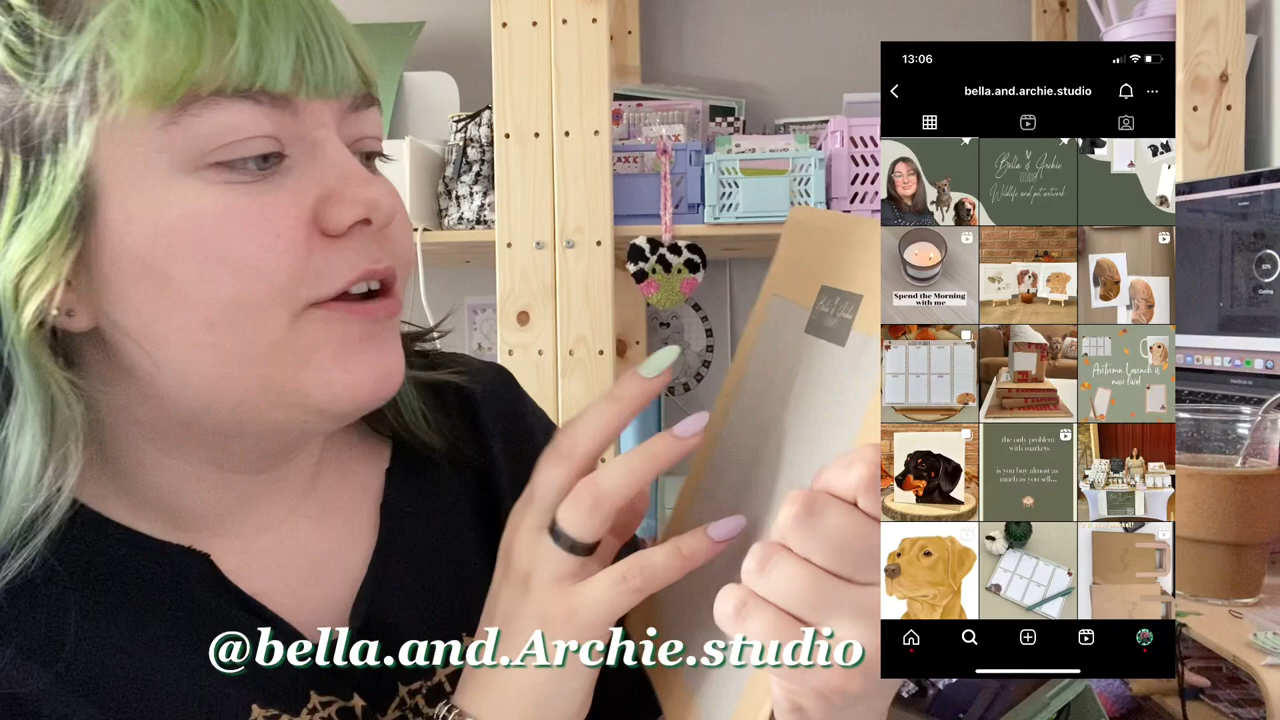 13:06
bella.and.archie.studio
Bella & Archie
STUDIO
Wildlife and pet artwork
Spend the Morning
with me
Autumn Launch is
now live!
the only problem
with markets
is you buy almost as
much as you sell...
@bella.and.Archie.studio